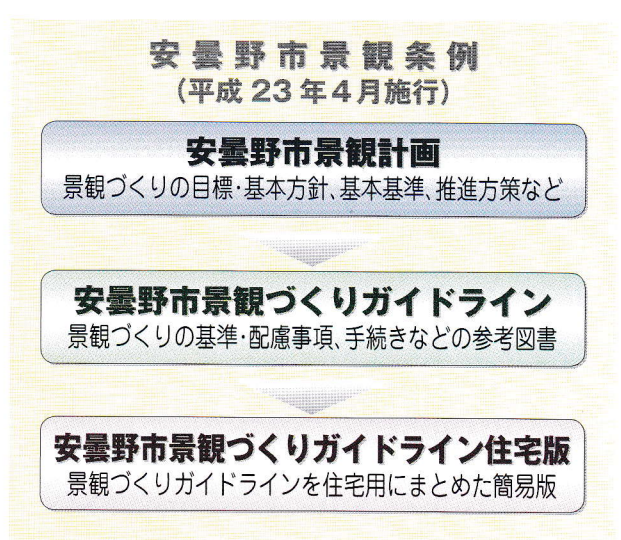 安曇野市景観条例
(平成23年4月施行)
安曇野市景観計画
景観づくりの目標・基本方針、基本基準、推進方策など
安曇野市景観づくりガイドライン
景観づくりの基準・配慮事項、手続きなどの参考図書
安曇野市景観づくりガイドライン住宅版
景観づくりガイドラインを住宅用にまとめた簡易版